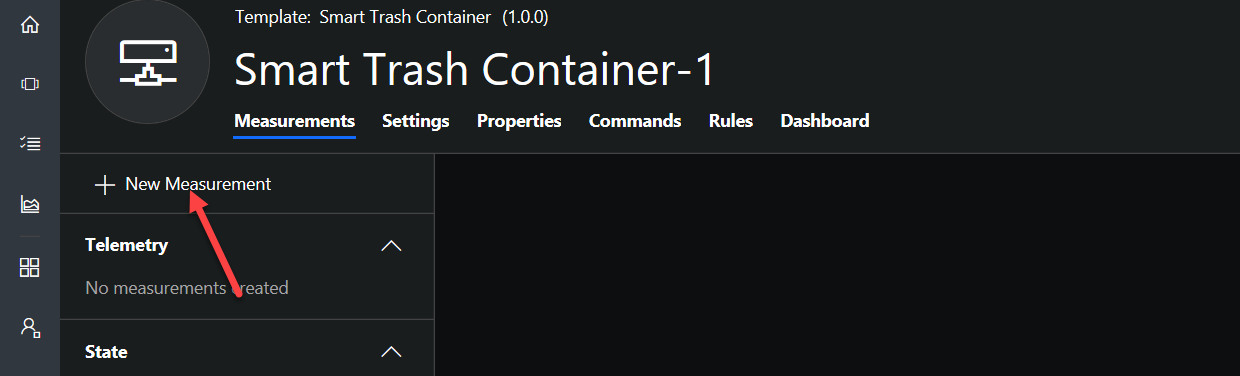 Template: Smart Trash Container (1.0.0)
Smart Trash Container-1
Measurements Settings Properties Commands Rules Dashboard
New Measurement
Telemetry
No measurements created
State